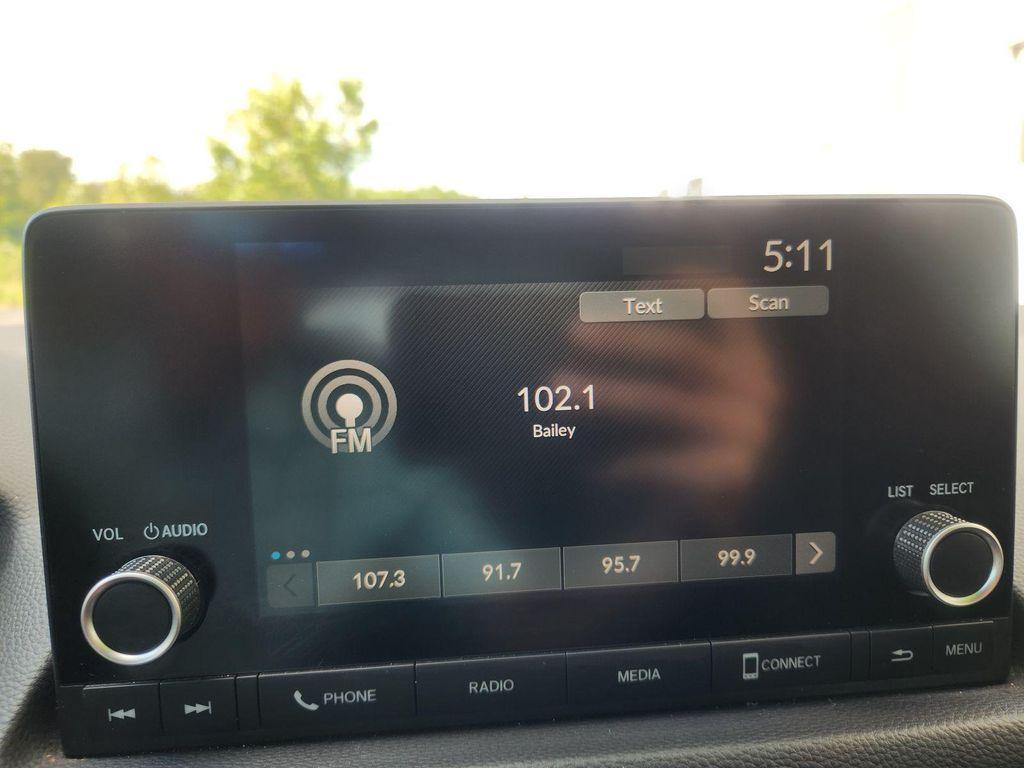 5:11
Text Scan
102.1
FM
Bailey
LIST SELECT
VOL AUDIO
107.3 91.7 95.7 99.9
PHONE RADIO MEDIA CONNECT MENU